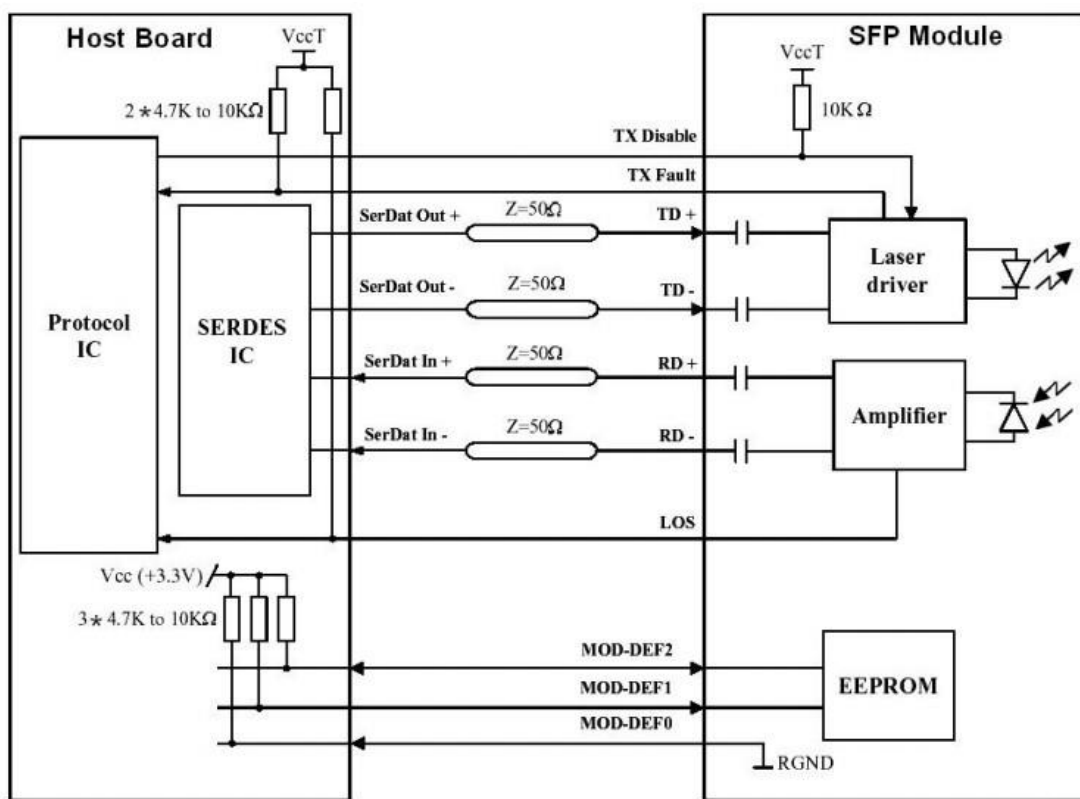 Host Board
SFP Module
VccT
VccT
2*4.7K to 10KΩ
10KΩ
TX Disable
TX Fault
SerDat Out +
Z=50Ω
TD +
SerDat Out -
Z=50Ω
TD -
Laser
driver
Protocol
IC
SERDES
IC
SerDat In +
Z=50Ω
RD +
SerDat In -
Z=50Ω
RD -
Amplifier
LOS
Vcc (+3.3V)
3*4.7K to 10KΩ
MOD-DEF2
MOD-DEF1
MOD-DEF0
EEPROM
RGND